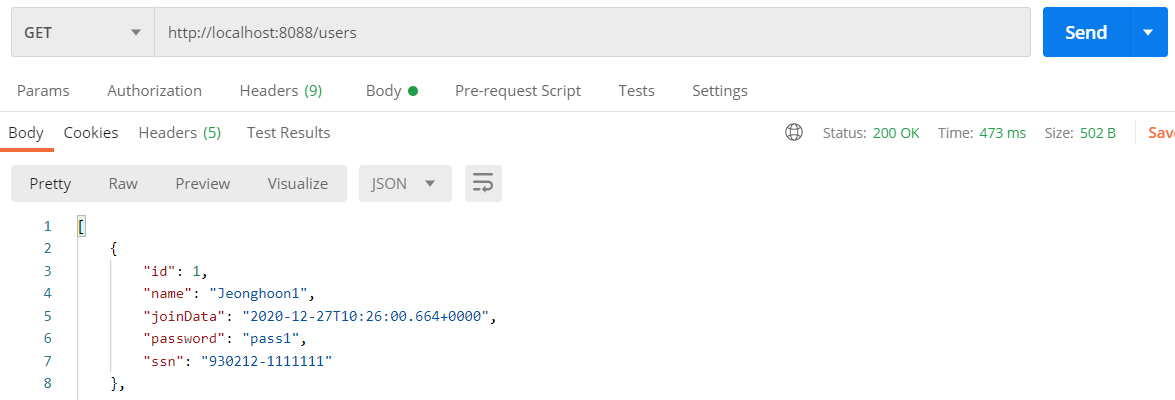 GET http://localhost:8088/users Send
Params Authorization Headers (9) Body Pre-request Script Tests Settings
Body Cookies Headers (5) Test Results Status: 200 OK Time: 473 ms Size: 502 B Sav
Pretty Raw Preview Visualize JSON
1 [
2 {
3 "id": 1,
4 "name": "Jeonghoon1",
5 "joinData": "2020-12-27T10:26:00.664+0000",
6 "password": "pass1",
7 "ssn": "930212-1111111"
8 },